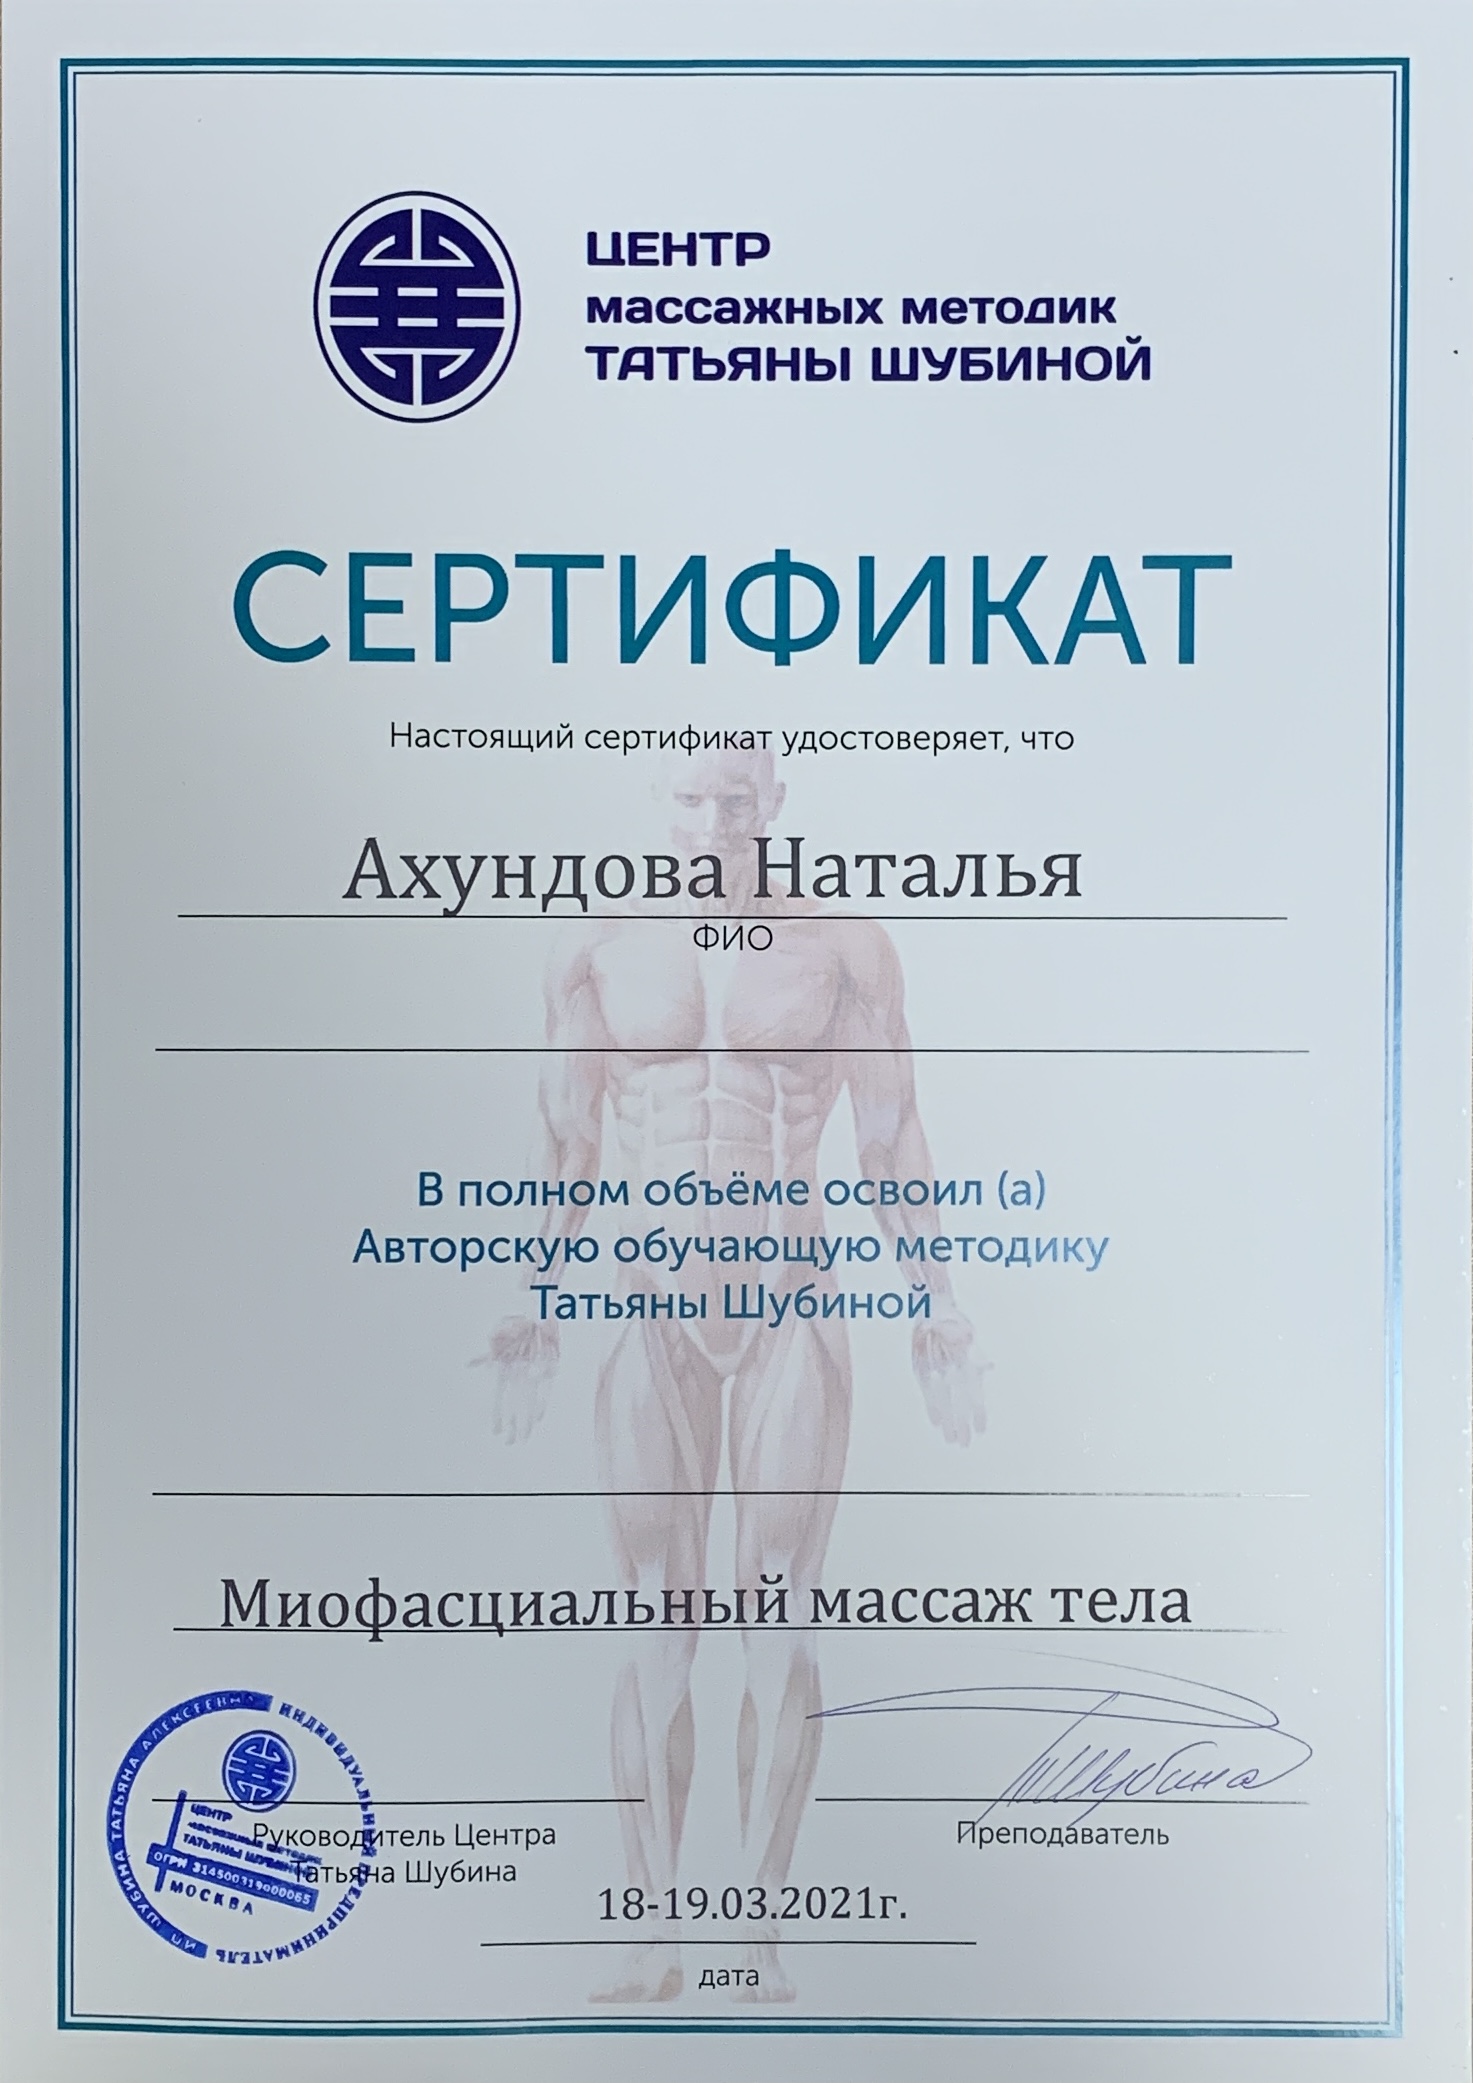 ЦЕНТР
массажных методик
ТАТЬЯНЫ ШУБИНОЙ
СЕРТИФИКАТ
Настоящий сертификат удостоверяет, что
Ахундова Наталья
ФИО
В полном объёме освоил (а)
Авторскую обучающую методику
Татьяны Шубиной
Миофасциальный массаж тела
Шубина
Руководитель Центра
Татьяна Шубина
Преподаватель
18-19.03.2021г.
дата
ИНДИВИДУАЛЬНЫЙ ПРЕДПРИНИМАТЕЛЬ
ИП ШУБИНА ТАТЬЯНА АЛЕКСЕЕВНА
ЦЕНТР
массажных методик
ТАТЬЯНЫ ШУБИНОЙ
ОГРН 314500319000065
МОСКВА